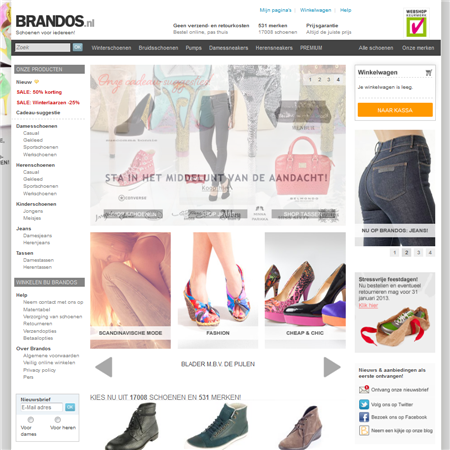 BRANDOS.nl
Schoenen voor iedereen!
Mijn pagina's
Winkelwagen
Help
Geen verzend- en retourkosten
Bestel online, pas thuis
531 merken
17008 schoenen
Prijsgarantie
Altijd de juiste prijs
WEBSHOP
KEURMERK
Zoek
OK
Winterschoenen
Bruidsschoenen
Pumps
Damessneakers
Herensneakers
PREMIUM
Alle schoenen
Onze merken
ONZE PRODUCTEN
Nieuw
SALE: 50% korting
SALE: Winterlaarzen -25%
Cadeau-suggestie
Damesschoenen
Casual
Gekleed
Sportschoenen
Werkschoenen
Herenschoenen
Casual
Gekleed
Sportschoenen
Werkschoenen
Kinderschoenen
Jongens
Meisjes
Jeans
Damesjeans
Herenjeans
Tassen
Damestassen
Herentassen
WINKELEN BIJ BRANDOS
Help
Neem contact met ons op
Matentabel
Verzorging van schoenen
Retourneren
Verzendopties
Betaalopties
Over Brandos
Algemene voorwaarden
Veilig online winkelen
Privacy policy
Pers
Nieuwsbrief
E-Mail adres
OK
Voor dames
Voor heren
1 2 3 4
STA IN HET MIDDELPUNT VAN DE AANDACHT!
CONVERSE
SHOP SCHOENEN
SHOP TASSEN
SCANDINAVISCHE MODE
FASHION
CHEAP & CHIC
BLADER M.B.V. DE PIJLEN
KIES NU UIT 17008 SCHOENEN EN 531 MERKEN!
Winkelwagen
Je winkelwagen is leeg.
NAAR KASSA
NU OP BRANDOS: JEANS!
1 2 3 4
Stressvrije feestdagen!
Nu bestellen en eventueel
retourneren mag voor 31
januari 2013.
Klik hier
Nieuws & aanbiedingen als
eerste ontvangen!
Ontvang onze nieuwsbrief
Volg ons op Twitter
Bezoek ons op Facebook
Neem een kijkje op onze blog